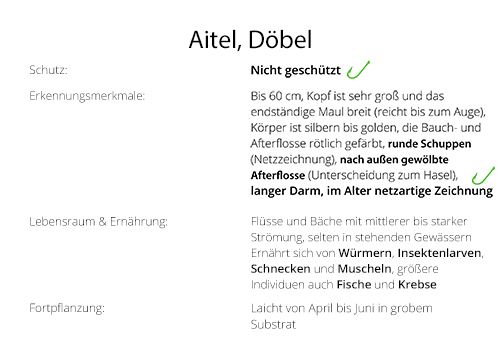 Aitel, Döbel
Schutz:
Nicht geschützt
Erkennungsmerkmale:
Bis 60 cm, Kopf ist sehr groß und das
endständige Maul breit (reicht bis zum Auge),
Körper ist silbern bis golden, die Bauch- und
Afterflosse rötlich gefärbt, runde Schuppen
(Netzzeichnung), nach außen gewölbte
Afterflosse (Unterscheidung zum Hasel),
langer Darm, im Alter netzartige Zeichnung
Lebensraum & Ernährung:
Flüsse und Bäche mit mittlerer bis starker
Strömung, selten in stehenden Gewässern
Ernährt sich von Würmern, Insektenlarven,
Schnecken und Muscheln, größere
Individuen auch Fische und Krebse
Fortpflanzung:
Laicht von April bis Juni in grobem
Substrat